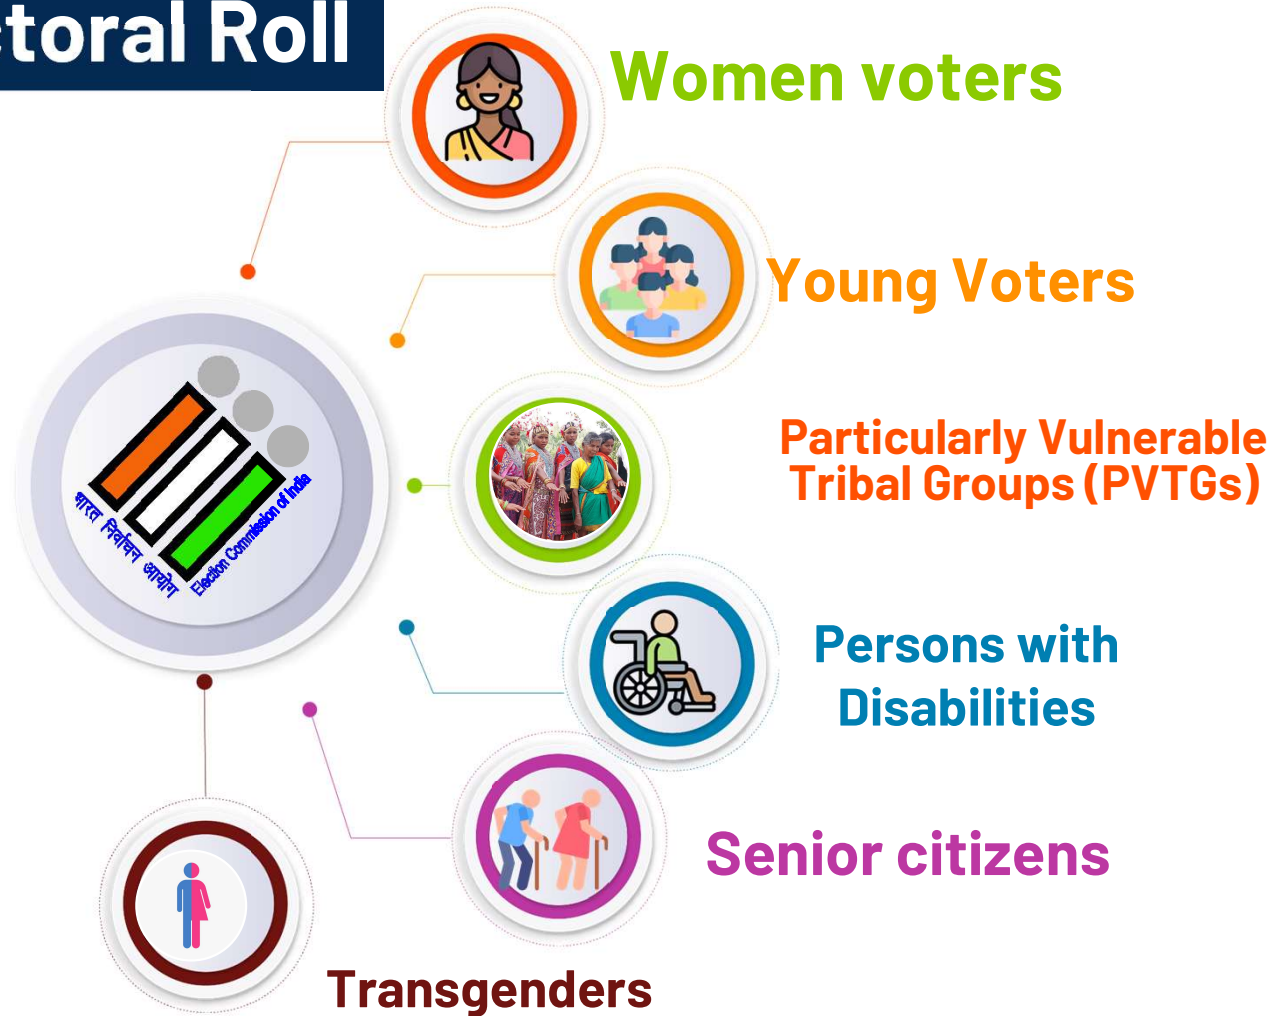 toral Roll
Women voters
Young Voters
Particularly Vulnerable
Tribal Groups (PVTGs)
भारत निर्वाचन आयोग
Election Commission of India
Persons with
Disabilities
Senior citizens
Transgenders